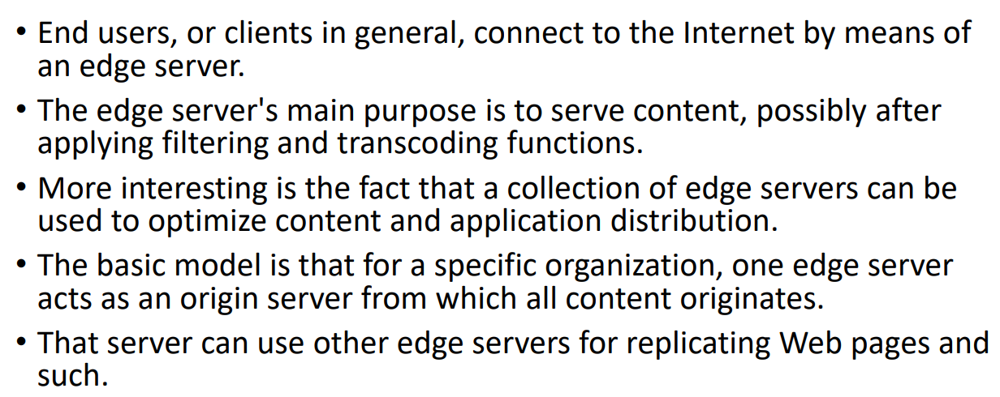 • End users, or clients in general, connect to the Internet by means of
an edge server.
• The edge server's main purpose is to serve content, possibly after
applying filtering and transcoding functions.
• More interesting is the fact that a collection of edge servers can be
used to optimize content and application distribution.
• The basic model is that for a specific organization, one edge server
acts as an origin server from which all content originates.
• That server can use other edge servers for replicating Web pages and
such.